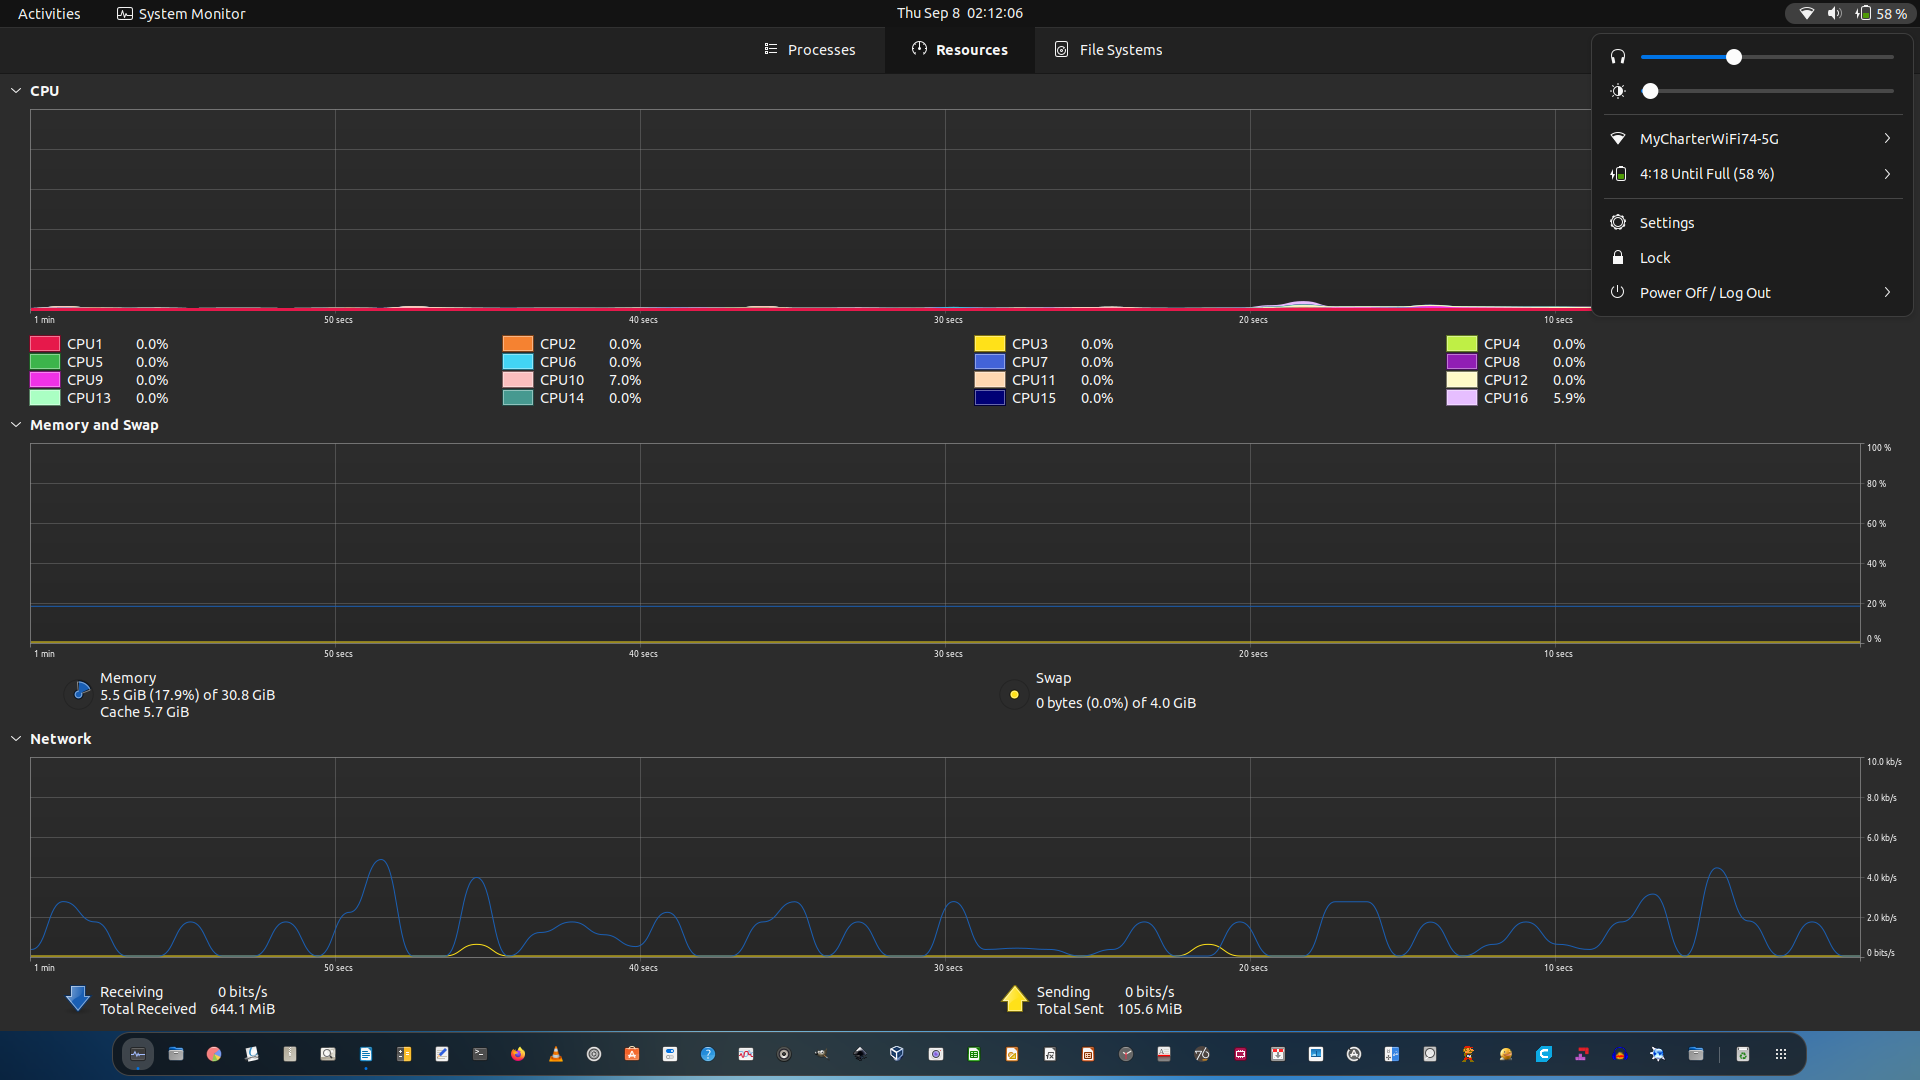 Activities
System Monitor
Thu Sep 8 02:12:06
58 %
Processes
Resources
File Systems
MyCharterWiFi74-5G
4:18 Until Full (58 %)
Settings
Lock
Power Off / Log Out
CPU
1 min 50 secs 40 secs 30 secs 20 secs 10 secs
CPU1 0.0% CPU2 0.0% CPU3 0.0% CPU4 0.0%
CPU5 0.0% CPU6 0.0% CPU7 0.0% CPU8 0.0%
CPU9 0.0% CPU10 7.0% CPU11 0.0% CPU12 0.0%
CPU13 0.0% CPU14 0.0% CPU15 0.0% CPU16 5.9%
Memory and Swap
100 %
80 %
60 %
40 %
20 %
0 %
1 min 50 secs 40 secs 30 secs 20 secs 10 secs
Memory
5.5 GiB (17.9%) of 30.8 GiB
Cache 5.7 GiB
Swap
0 bytes (0.0%) of 4.0 GiB
Network
10.0 kb/s
8.0 kb/s
6.0 kb/s
4.0 kb/s
2.0 kb/s
0 bits/s
1 min 50 secs 40 secs 30 secs 20 secs 10 secs
Receiving 0 bits/s
Total Received 644.1 MiB
Sending 0 bits/s
Total Sent 105.6 MiB
76